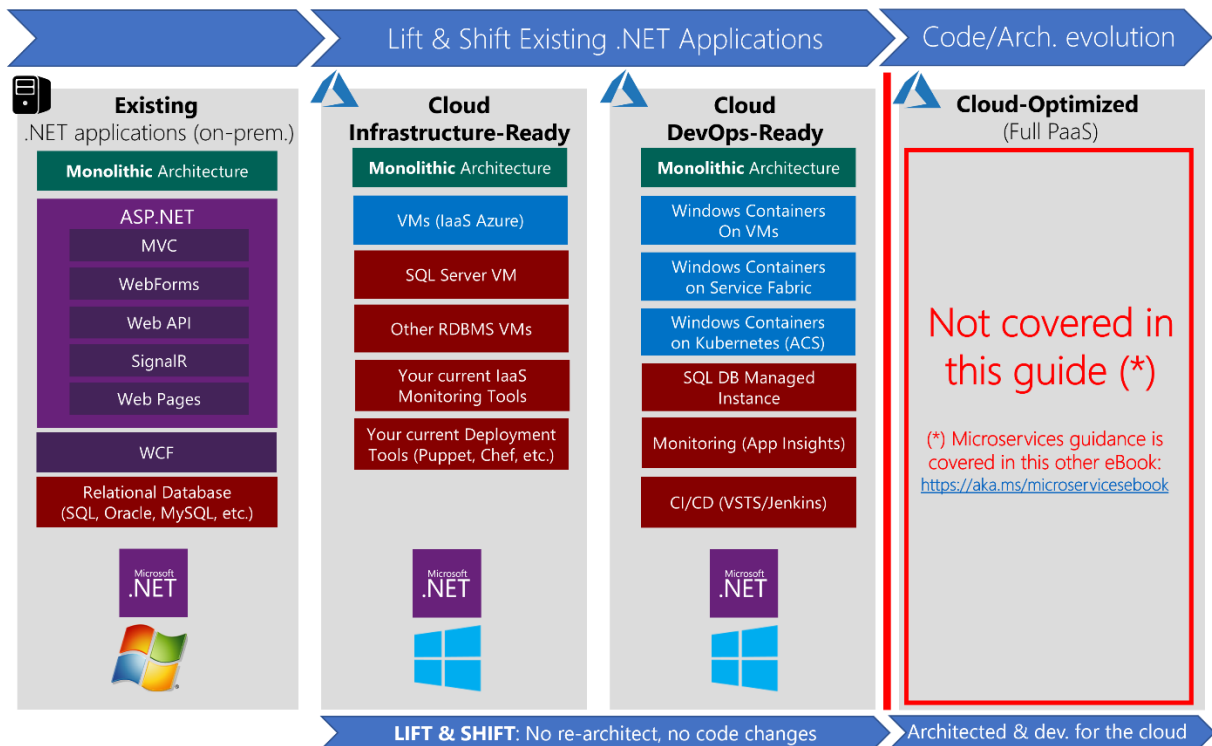 Lift & Shift Existing .NET Applications
Code/Arch. evolution
Existing
.NET applications (on-prem.)
Monolithic Architecture
ASP.NET
MVC
WebForms
Web API
SignalR
Web Pages
WCF
Relational Database
(SQL, Oracle, MySQL, etc.)
Microsoft
.NET
Cloud
Infrastructure-Ready
Monolithic Architecture
VMs (IaaS Azure)
SQL Server VM
Other RDBMS VMs
Your current IaaS
Monitoring Tools
Your current Deployment
Tools (Puppet, Chef, etc.)
Microsoft
.NET
Cloud
DevOps-Ready
Monolithic Architecture
Windows Containers
On VMs
Windows Containers
on Service Fabric
Windows Containers
on Kubernetes (ACS)
SQL DB Managed
Instance
Monitoring (App Insights)
CI/CD (VSTS/Jenkins)
Microsoft
.NET
Cloud-Optimized
(Full PaaS)
Not covered in
this guide (*)
(*) Microservices guidance is
covered in this other eBook:
https://aka.ms/microservicesebook
LIFT & SHIFT: No re-architect, no code changes
Architected & dev. for the cloud